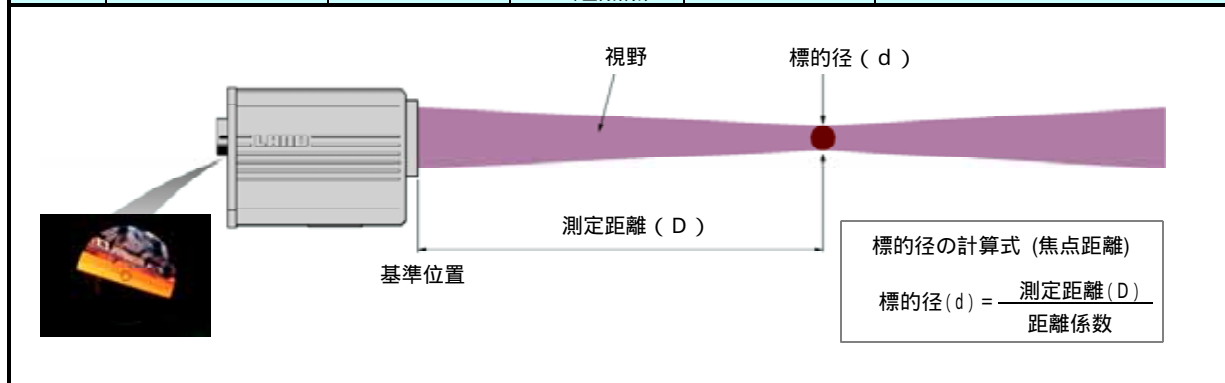 視野
標的径 ( d )
LAND
測定距離 ( D )
基準位置
標的径の計算式 (焦点距離)
標的径(d) = 測定距離(D)
距離係数